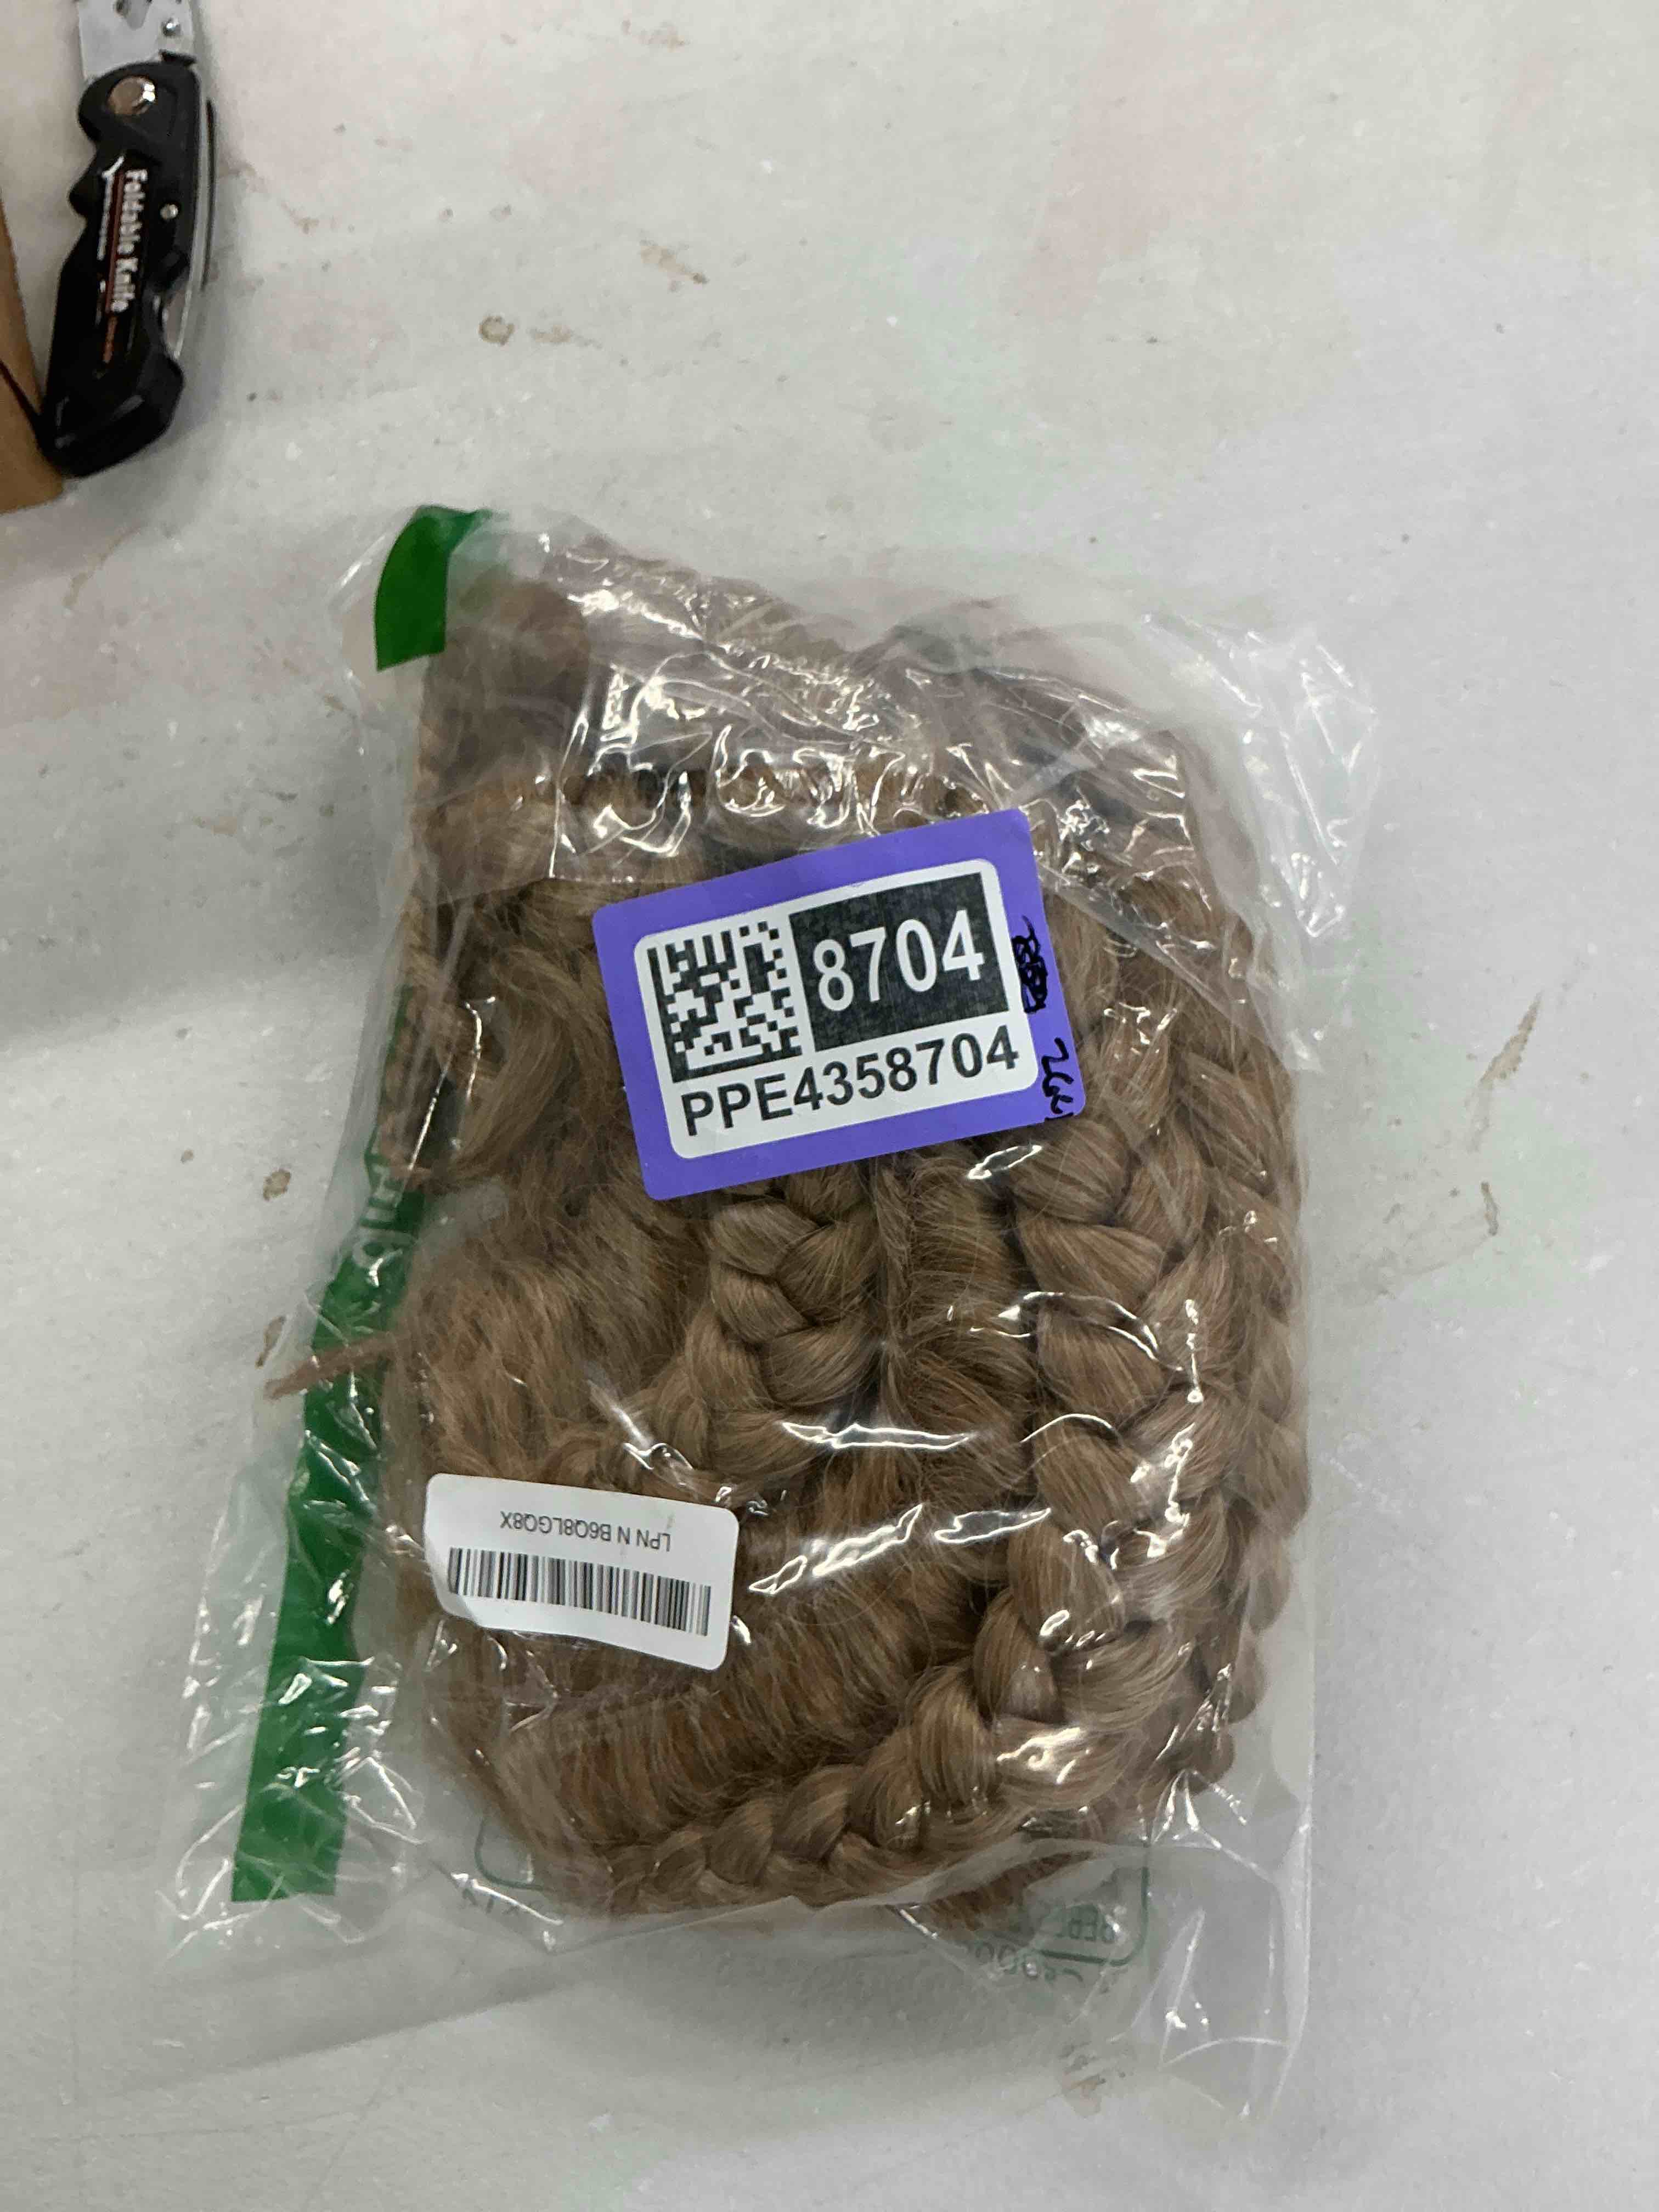 Foldable Knife
8704
PPE4358704
LPN N B6Q8LGQ8X